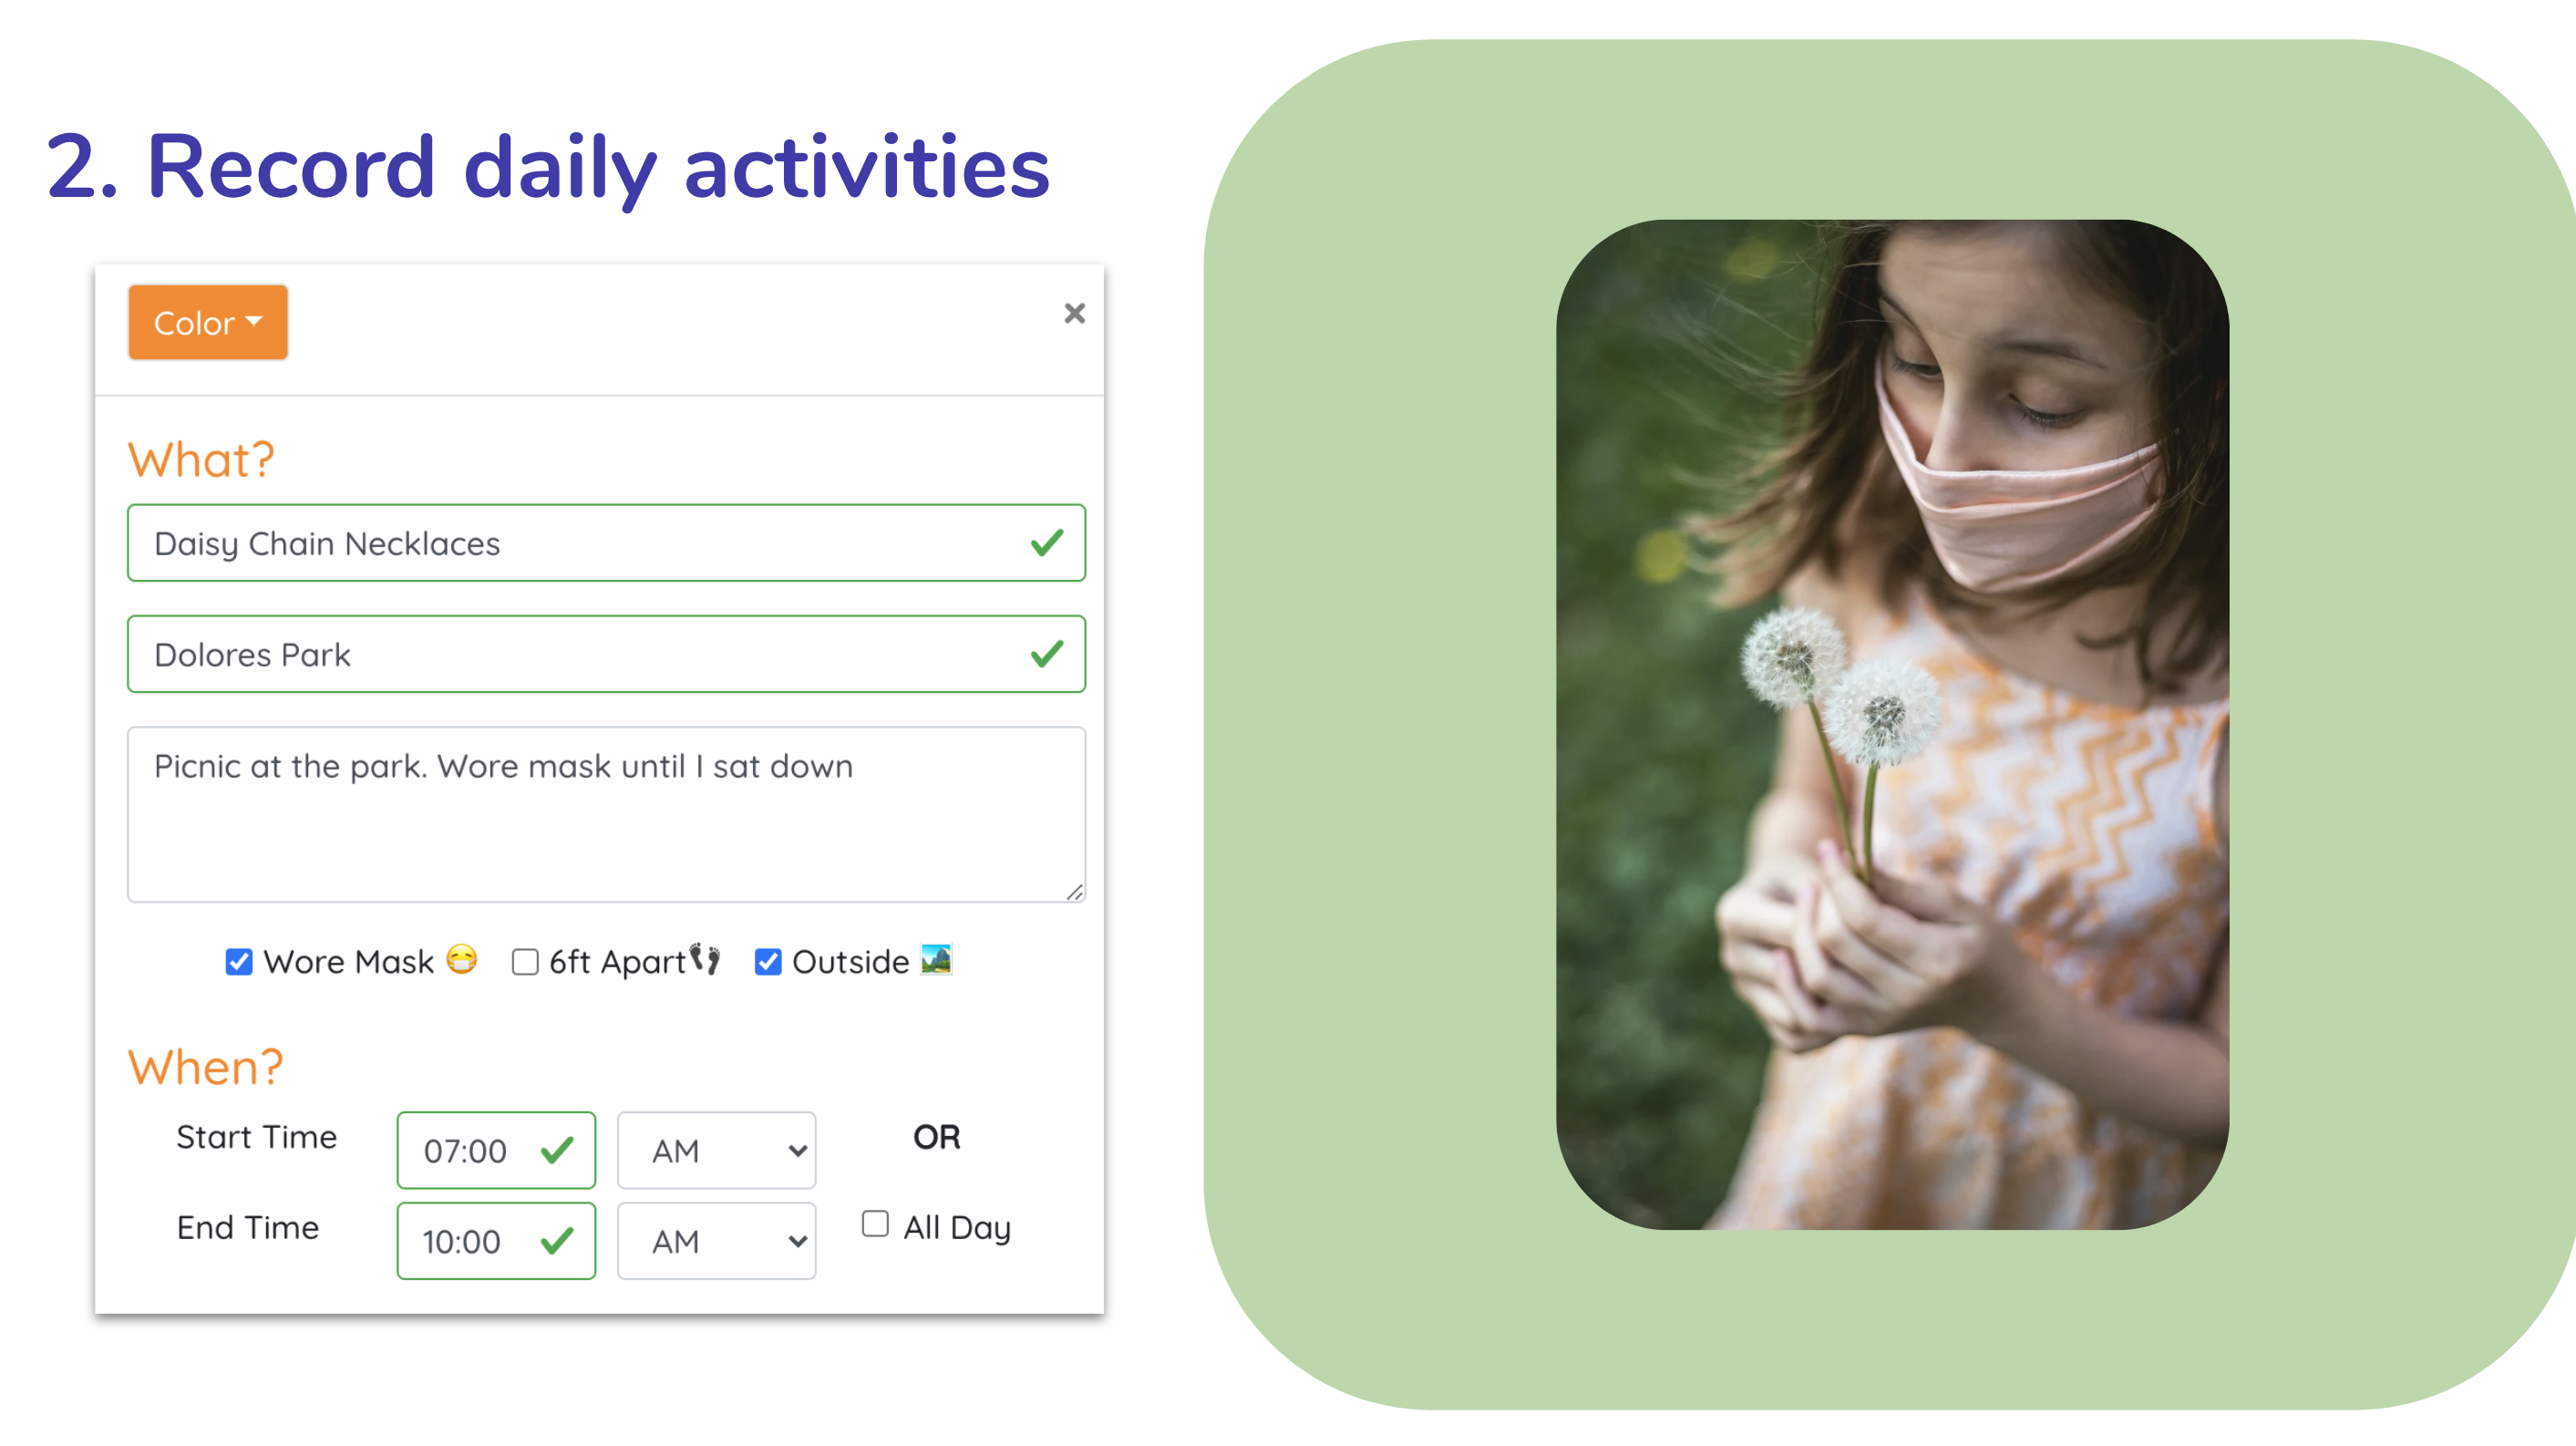 2. Record daily activities
Color
What?
Daisy Chain Necklaces
Dolores Park
Picnic at the park. Wore mask until I sat down
Wore Mask 😷 6ft Apart👣 Outside 🏞️
When?
Start Time 07:00 AM OR
End Time 10:00 AM All Day